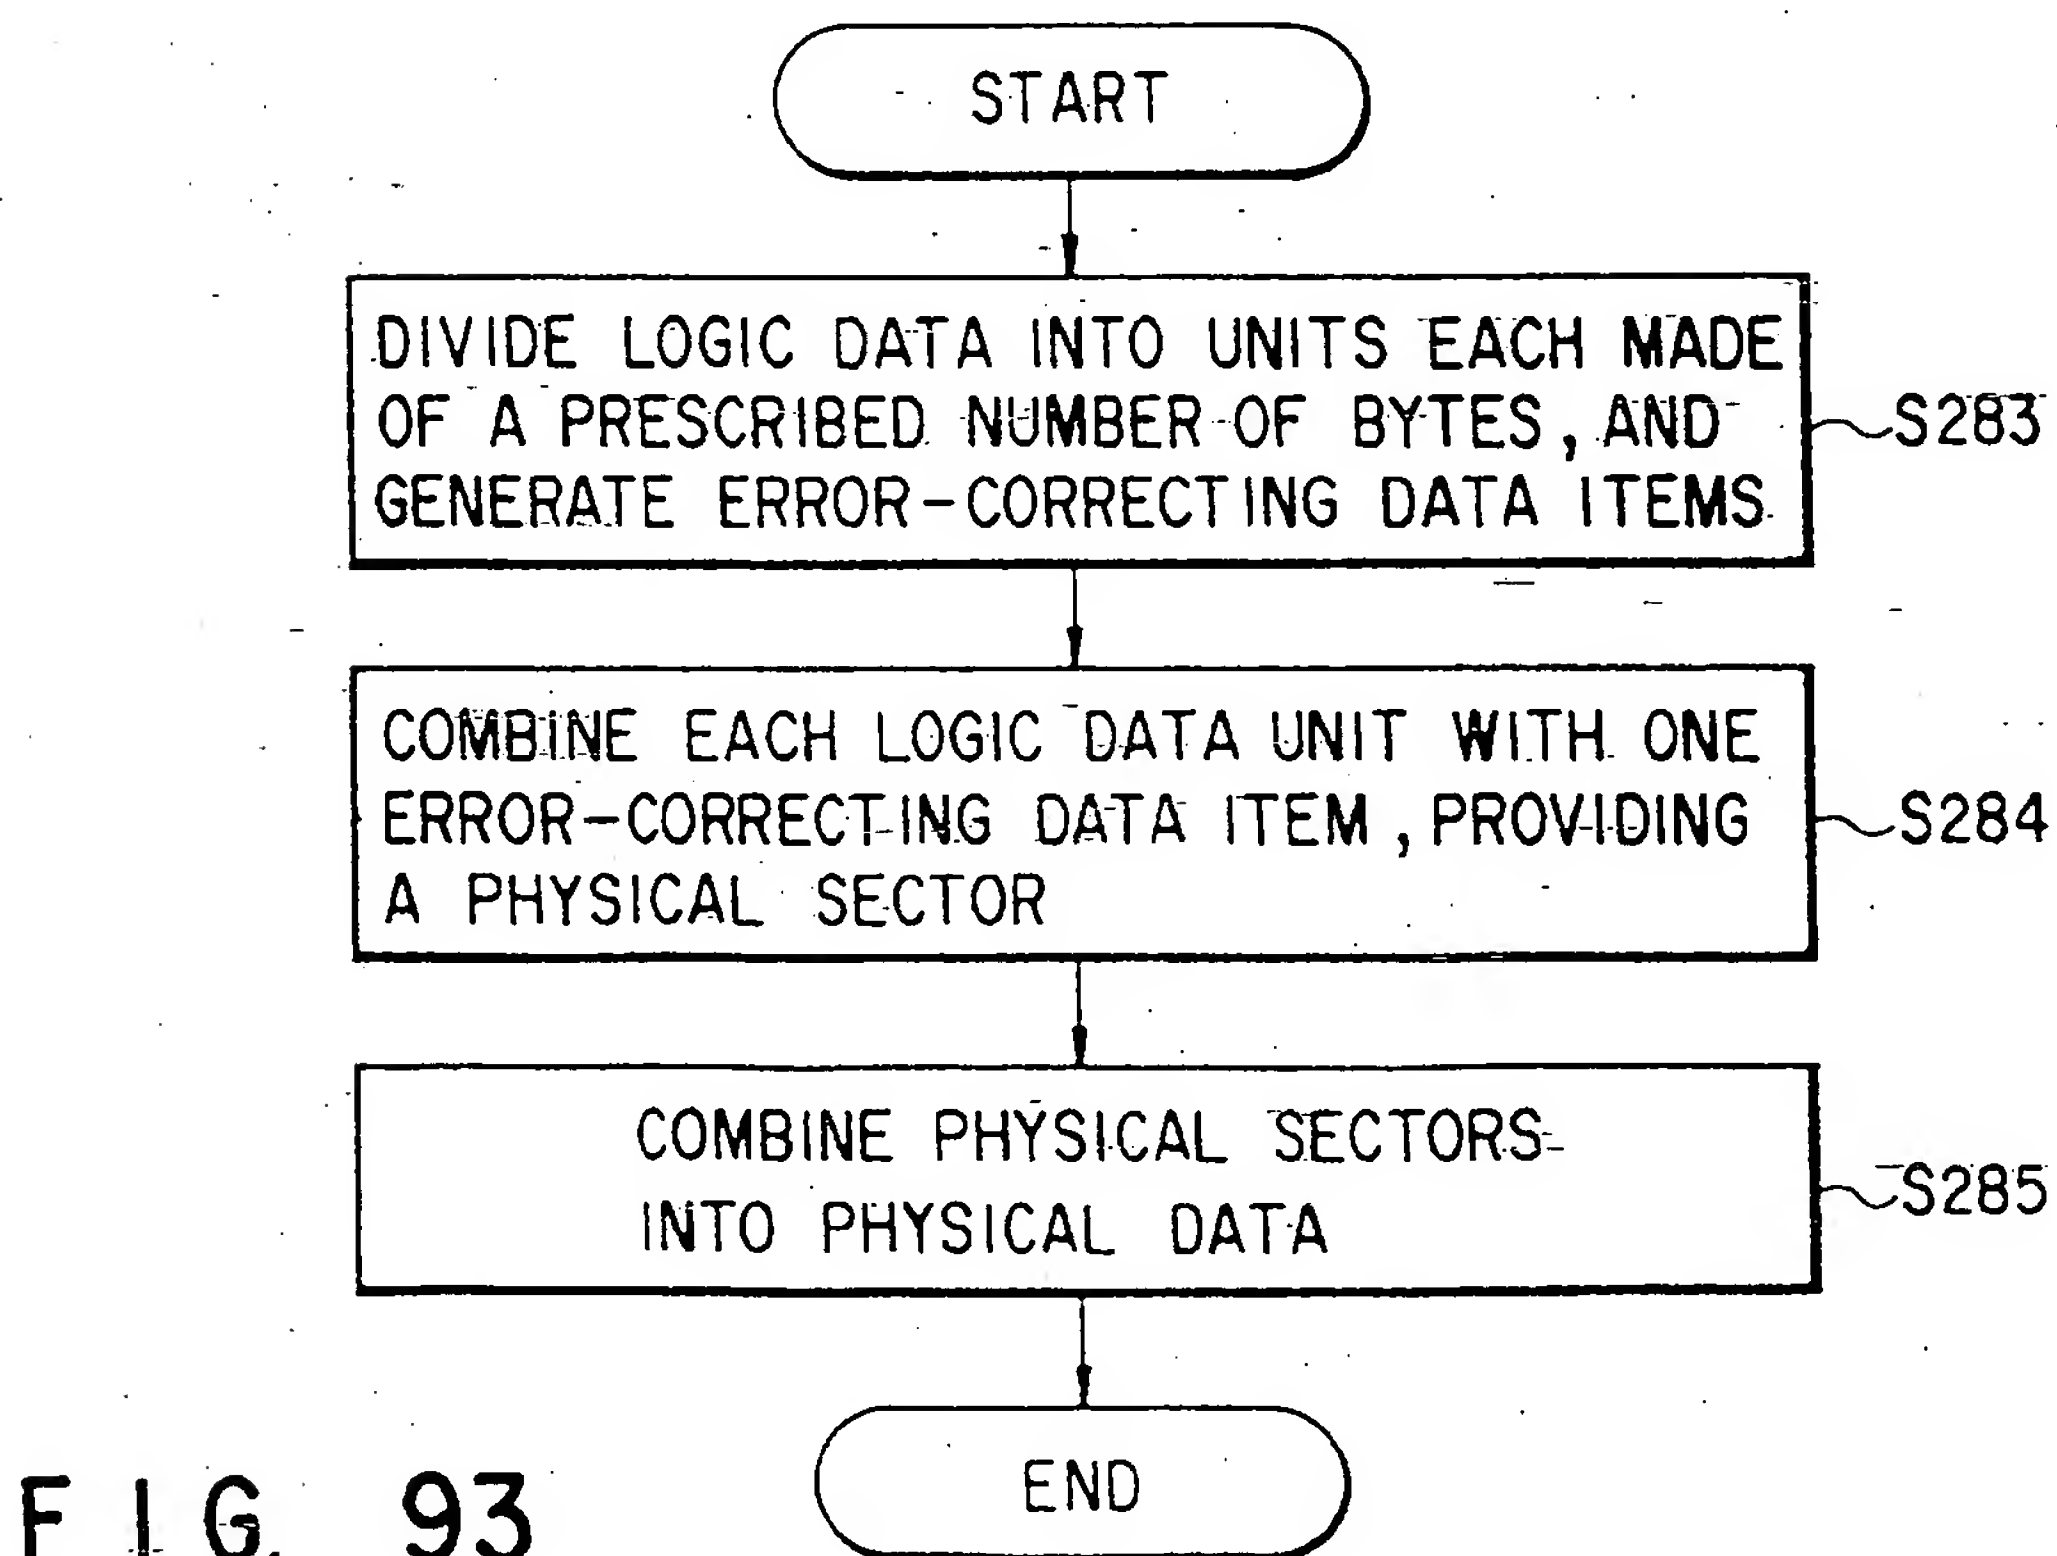 START
DIVIDE LOGIC DATA INTO UNITS EACH MADE
OF A PRESCRIBED NUMBER OF BYTES, AND
GENERATE ERROR-CORRECTING DATA ITEMS
S283
COMBINE EACH LOGIC DATA UNIT WITH ONE
ERROR-CORRECTING DATA ITEM, PROVIDING
A PHYSICAL SECTOR
S284
COMBINE PHYSICAL SECTORS
INTO PHYSICAL DATA
S285
END
FIG. 93